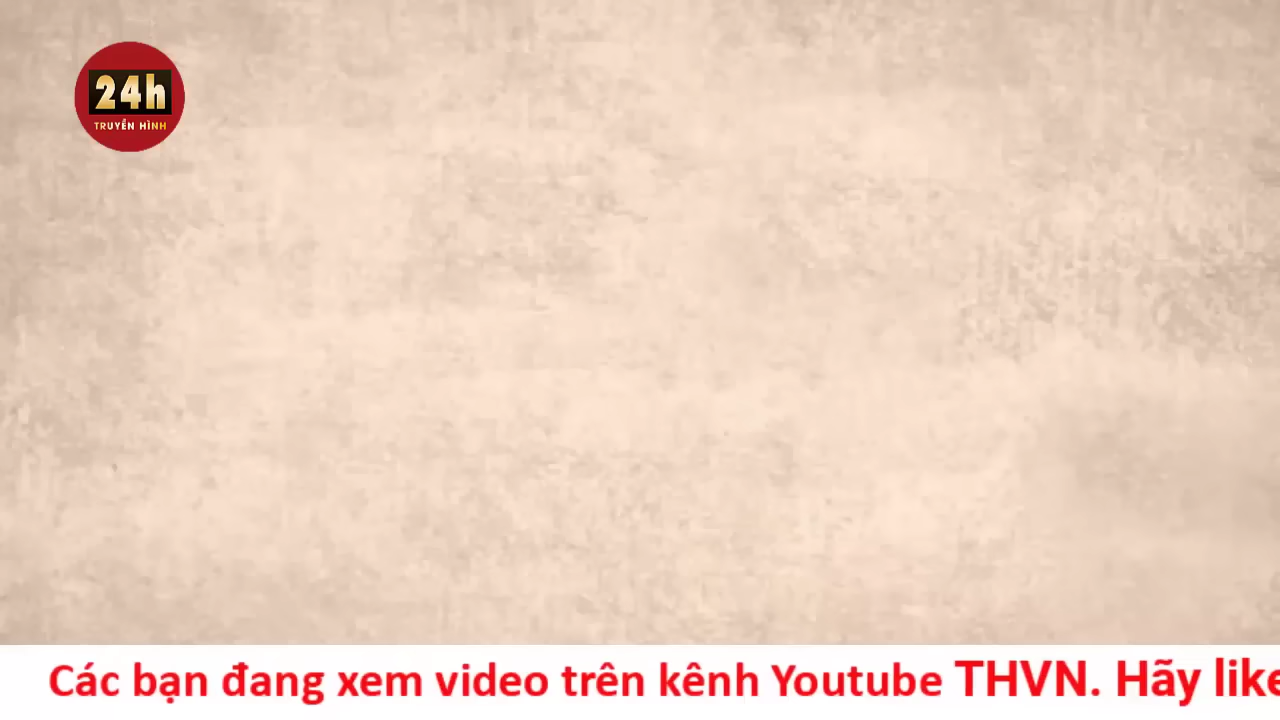 24h
TRUYỀN HÌNH
Các bạn đang xem video trên kênh Youtube THVN. Hãy like